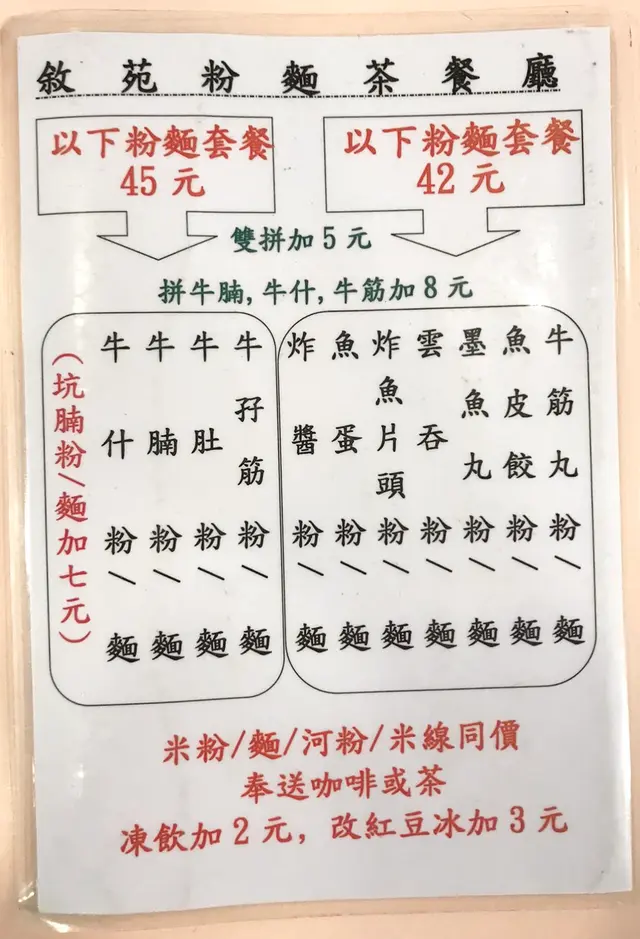 敘苑粉麵茶餐廳
以下粉麵套餐
45 元
以下粉麵套餐
42 元
雙拼加 5 元
拼牛腩, 牛什, 牛筋加 8 元
(坑腩粉/麵加七元)
牛什粉/麵
牛腩粉/麵
牛肚粉/麵
牛孖筋粉/麵
炸醬粉/麵
魚蛋粉/麵
炸魚片頭粉/麵
雲吞粉/麵
墨魚丸粉/麵
魚皮餃粉/麵
牛筋丸粉/麵
米粉/麵/河粉/米線同價
奉送咖啡或茶
凍飲加 2 元, 改紅豆冰加 3 元